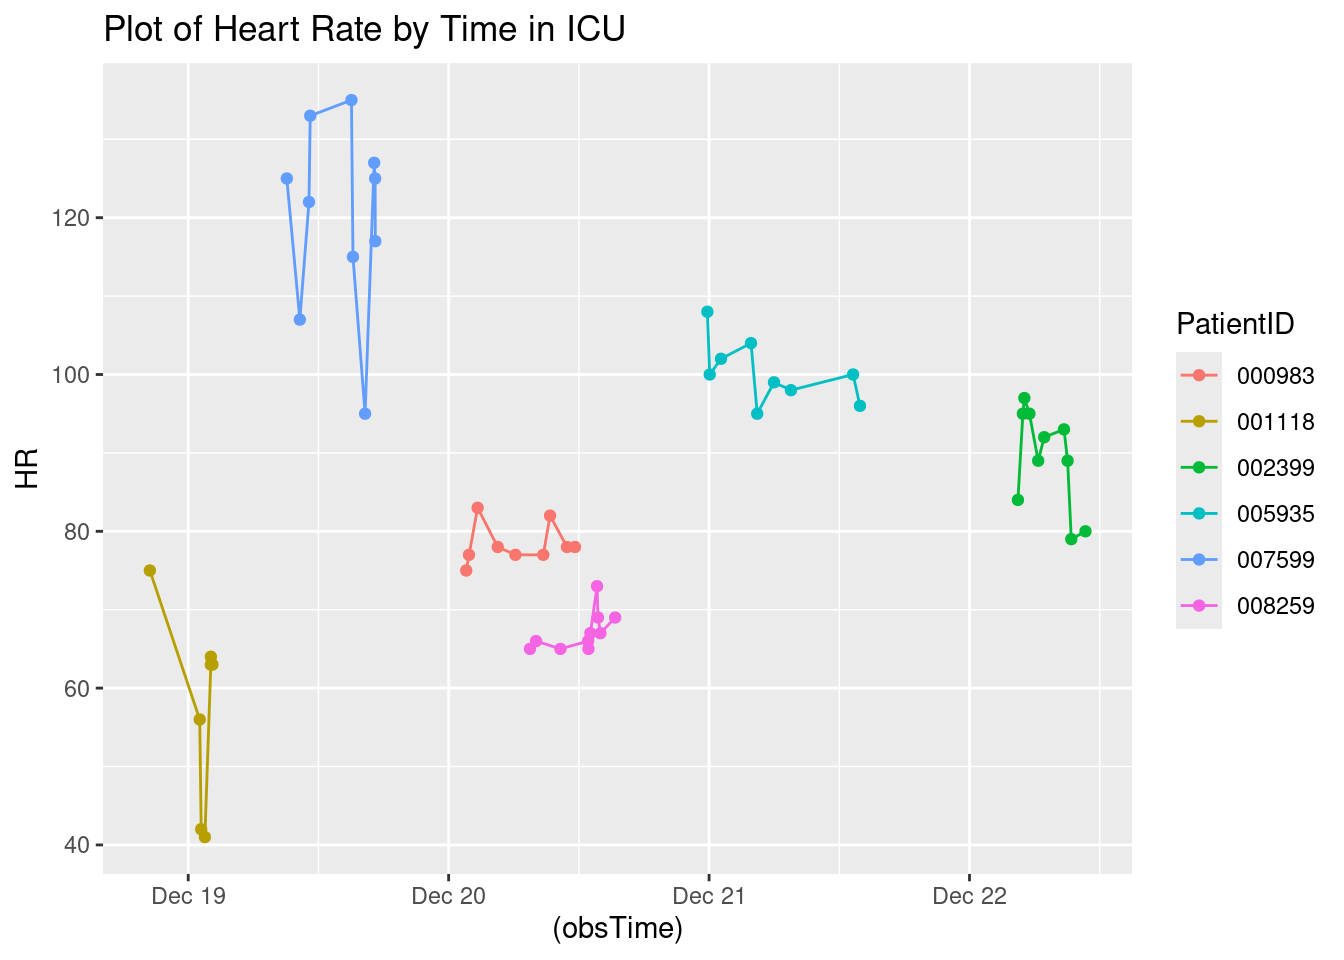 Plot of Heart Rate by Time in ICU
HR
120
100
80
60
40
Dec 19 Dec 20 Dec 21 Dec 22
(obsTime)
PatientID
000983
001118
002399
005935
007599
008259